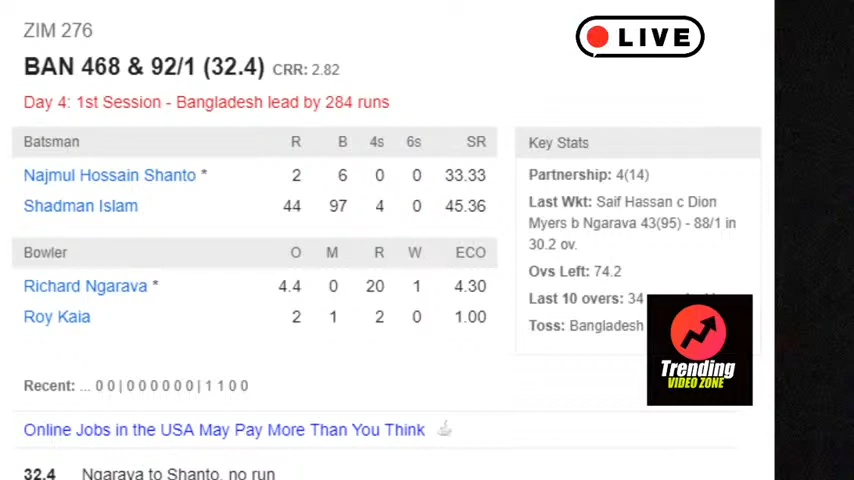 ZIM 276
LIVE
BAN 468 & 92/1 (32.4) CRR: 2.82
Day 4: 1st Session - Bangladesh lead by 284 runs
Batsman R B 4s 6s SR
Najmul Hossain Shanto * 2 6 0 0 33.33
Shadman Islam 44 97 4 0 45.36
Bowler O M R W ECO
Richard Ngarava * 4.4 0 20 1 4.30
Roy Kaia 2 1 2 0 1.00
Key Stats
Partnership: 4(14)
Last Wkt: Saif Hassan c Dion
Myers b Ngarava 43(95) - 88/1 in
30.2 ov.
Ovs Left: 74.2
Last 10 overs: 34
Toss: Bangladesh
Trending
VIDEO ZONE
Recent: ... 0 0 | 0 0 0 0 0 0 | 1 1 0 0
Online Jobs in the USA May Pay More Than You Think
32.4 Ngarava to Shanto, no run